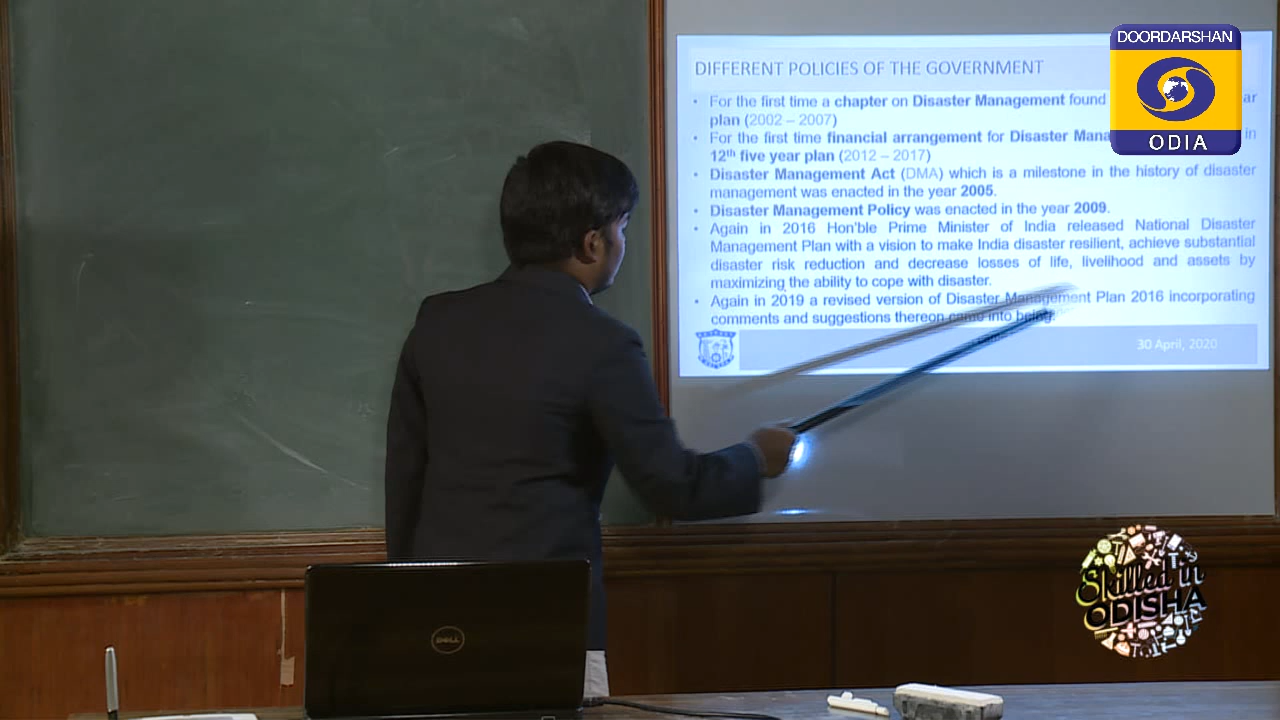 DOORDARSHAN
ODIA
DIFFERENT POLICIES OF THE GOVERNMENT
• For the first time a chapter on Disaster Management found
plan (2002 – 2007)
• For the first time financial arrangement for Disaster in
12th five year plan (2012 – 2017)
• Disaster Management Act (DMA) which is a milestone in the history of disaster
management was enacted in the year 2005.
• Disaster Management Policy was enacted in the year 2009.
• Again in 2016 Hon'ble Prime Minister of India released National Disaster
Management Plan with a vision to make India disaster resilient, achieve substantial
disaster risk reduction and decrease losses of life, livelihood and assets by
maximizing the ability to cope with disaster.
• Again in 2019 a revised version of Disaster Management Plan 2016 incorporating
comments and suggestions thereon came into being.
30 April, 2020
DELL
Skilled in
ODISHA